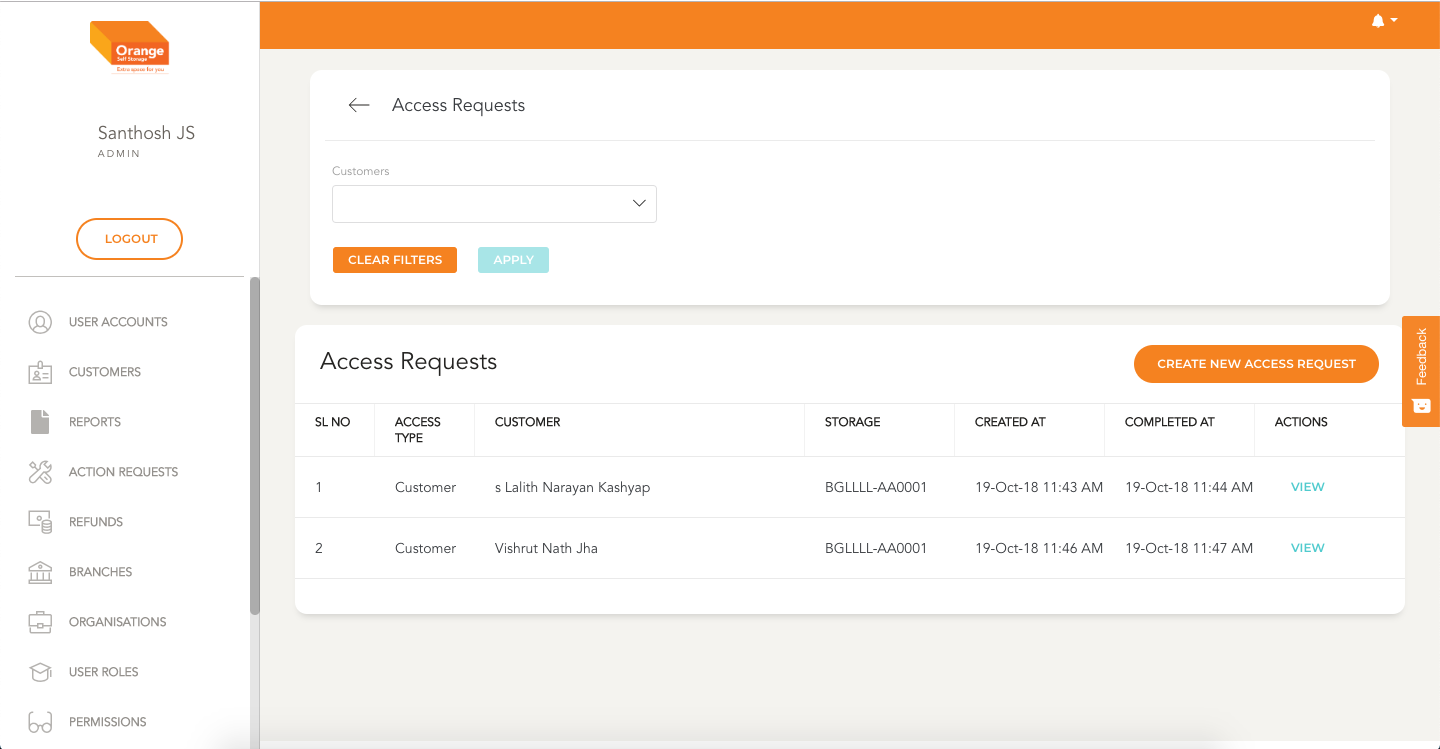 Orange
Self Storage
Extra space for you
Santhosh JS
ADMIN
LOGOUT
USER ACCOUNTS
CUSTOMERS
REPORTS
ACTION REQUESTS
REFUNDS
BRANCHES
ORGANISATIONS
USER ROLES
PERMISSIONS
Access Requests
Customers
CLEAR FILTERS APPLY
Access Requests CREATE NEW ACCESS REQUEST
SL NO ACCESS TYPE CUSTOMER STORAGE CREATED AT COMPLETED AT ACTIONS
1 Customer s Lalith Narayan Kashyap BGLLLL-AA0001 19-Oct-18 11:43 AM 19-Oct-18 11:44 AM VIEW
2 Customer Vishrut Nath Jha BGLLLL-AA0001 19-Oct-18 11:46 AM 19-Oct-18 11:47 AM VIEW
Feedback